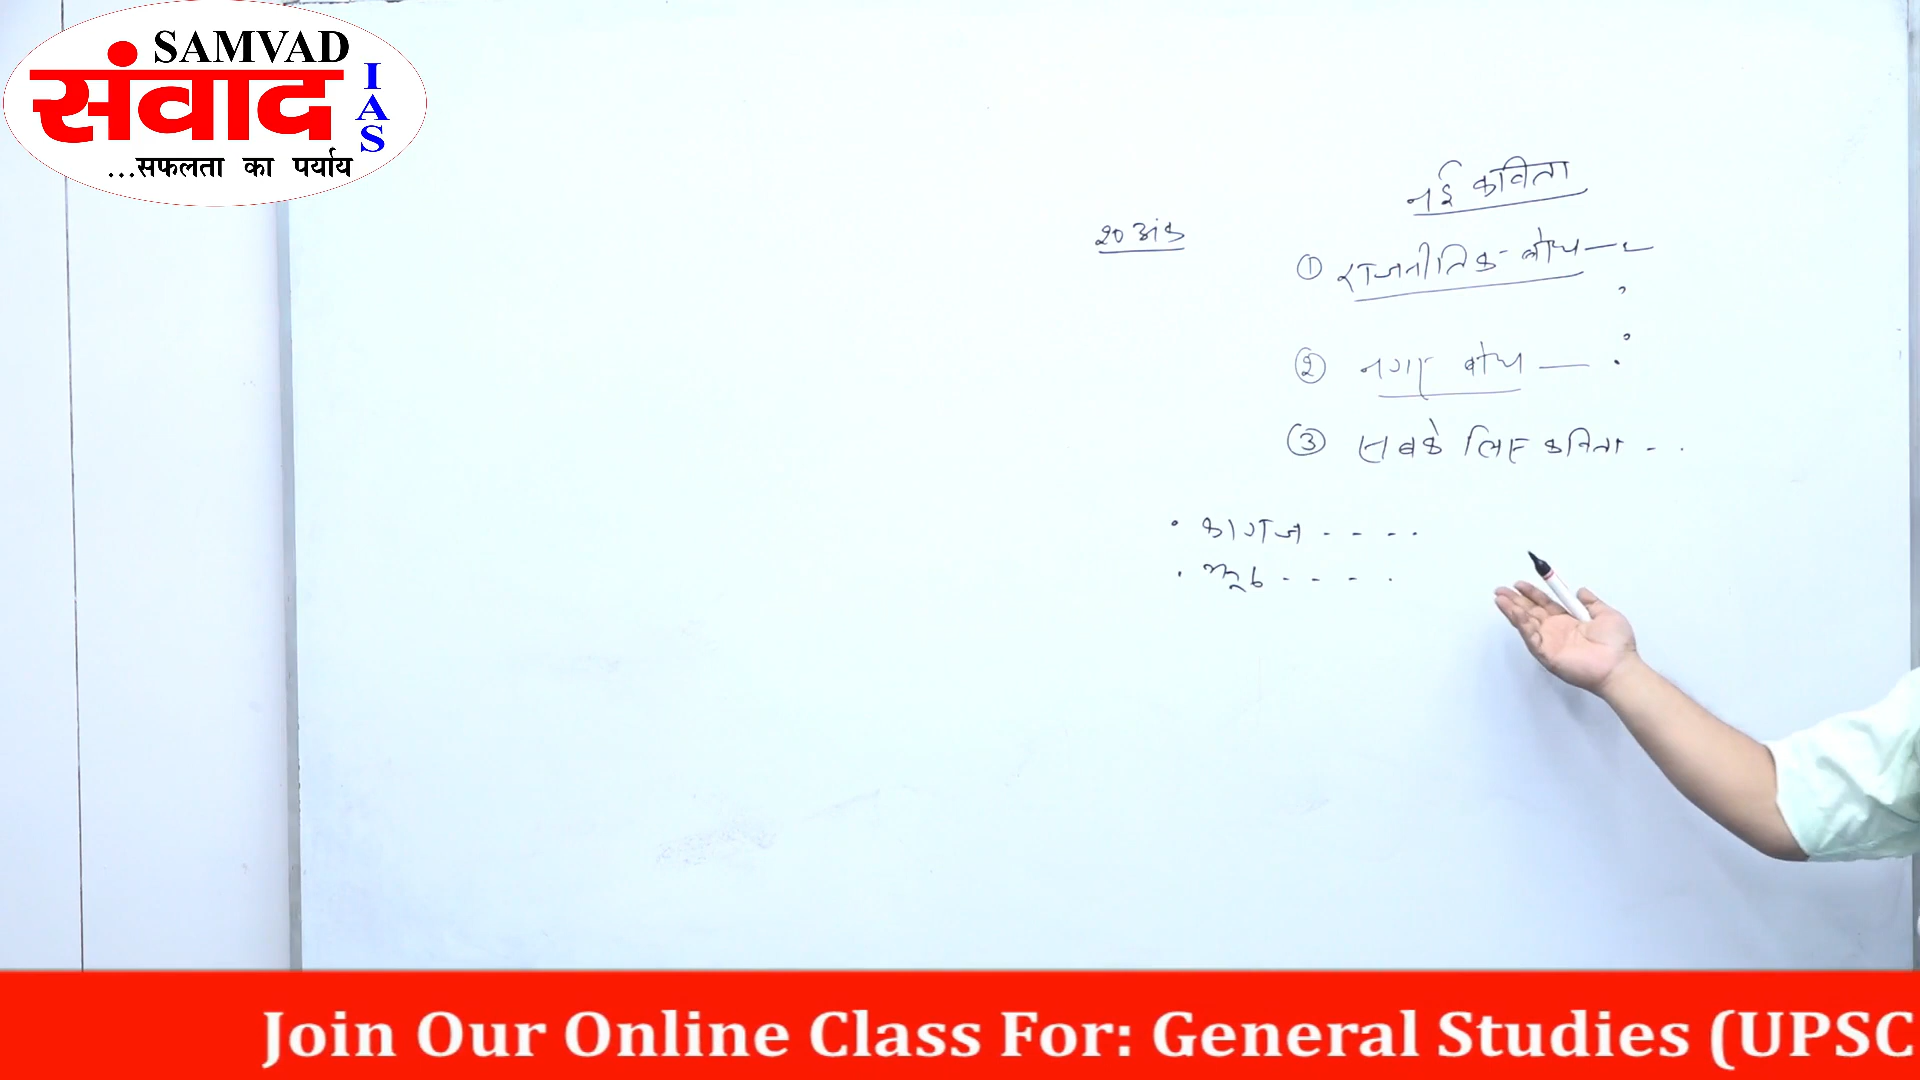 SAMVAD
संवाद
IAS
...सफलता का पर्याय
नई कविता
२० अंक
① राजनीतिक-बोध —
② नगर बोध —
③ सबके लिए कविता - .
• कागज - - - -
• झूठ - - - .
Join Our Online Class For: General Studies (UPSC